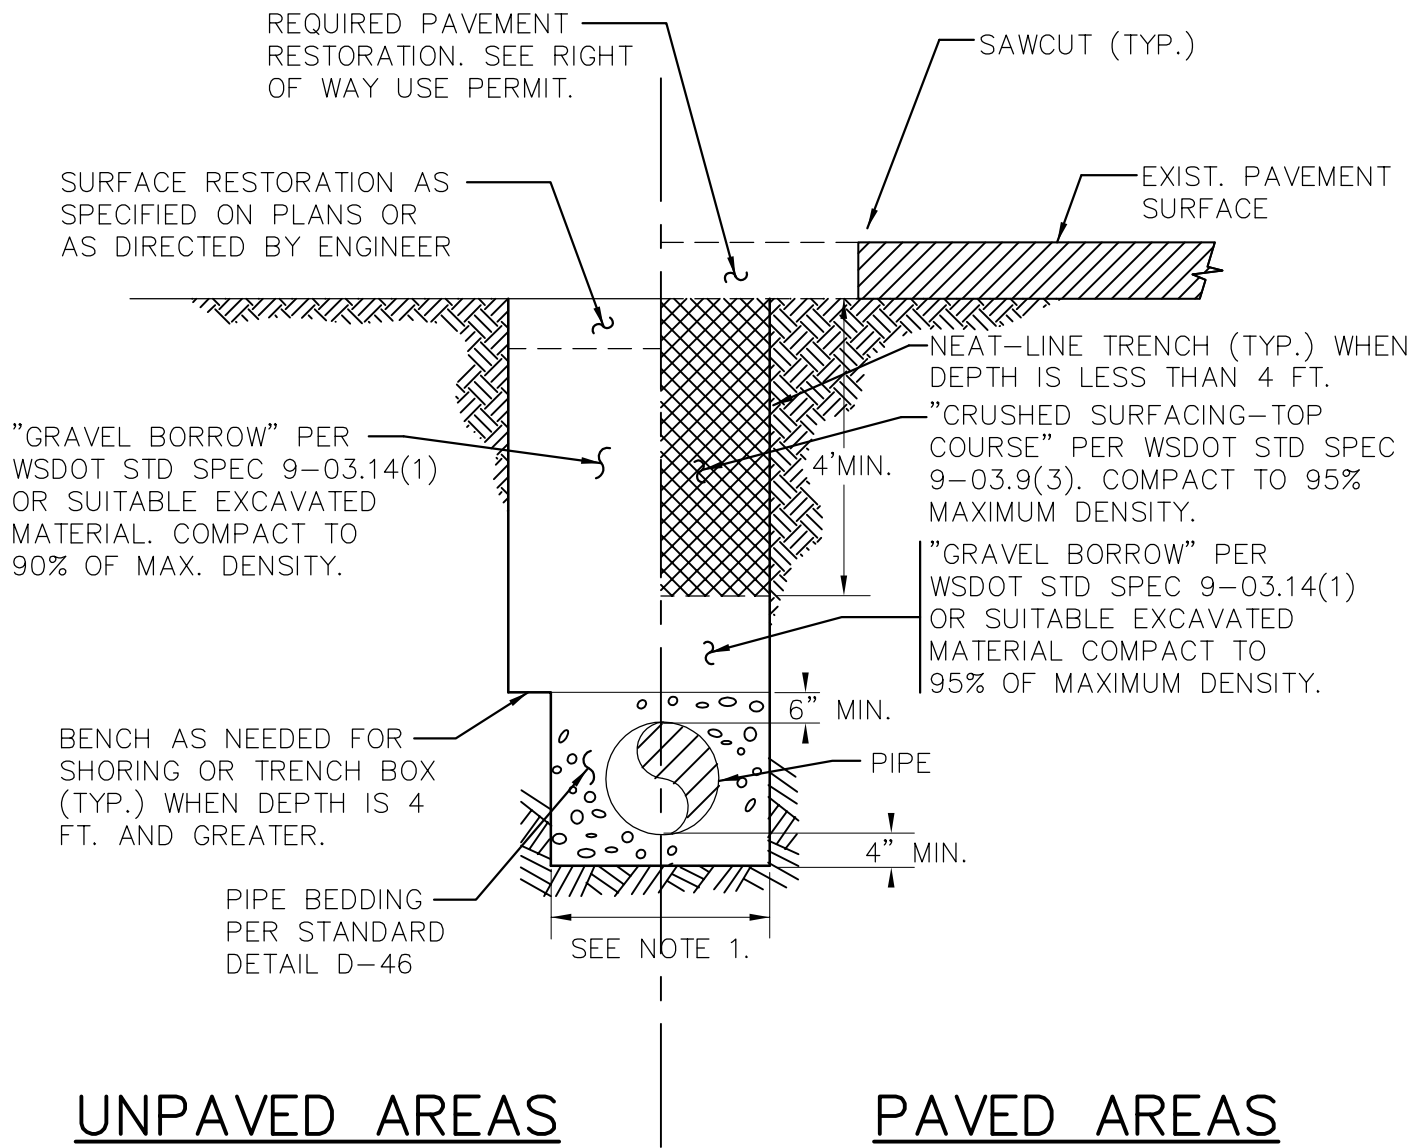 REQUIRED PAVEMENT
RESTORATION. SEE RIGHT
OF WAY USE PERMIT.
SAWCUT (TYP.)
SURFACE RESTORATION AS
SPECIFIED ON PLANS OR
AS DIRECTED BY ENGINEER
EXIST. PAVEMENT
SURFACE
NEAT-LINE TRENCH (TYP.) WHEN
DEPTH IS LESS THAN 4 FT.
"GRAVEL BORROW" PER
WSDOT STD SPEC 9-03.14(1)
OR SUITABLE EXCAVATED
MATERIAL. COMPACT TO
90% OF MAX. DENSITY.
4'MIN.
"CRUSHED SURFACING-TOP
COURSE" PER WSDOT STD SPEC
9-03.9(3). COMPACT TO 95%
MAXIMUM DENSITY.
"GRAVEL BORROW" PER
WSDOT STD SPEC 9-03.14(1)
OR SUITABLE EXCAVATED
MATERIAL COMPACT TO
95% OF MAXIMUM DENSITY.
6" MIN.
BENCH AS NEEDED FOR
SHORING OR TRENCH BOX
(TYP.) WHEN DEPTH IS 4
FT. AND GREATER.
PIPE
4" MIN.
PIPE BEDDING
PER STANDARD
DETAIL D-46
SEE NOTE 1.
UNPAVED AREAS
PAVED AREAS